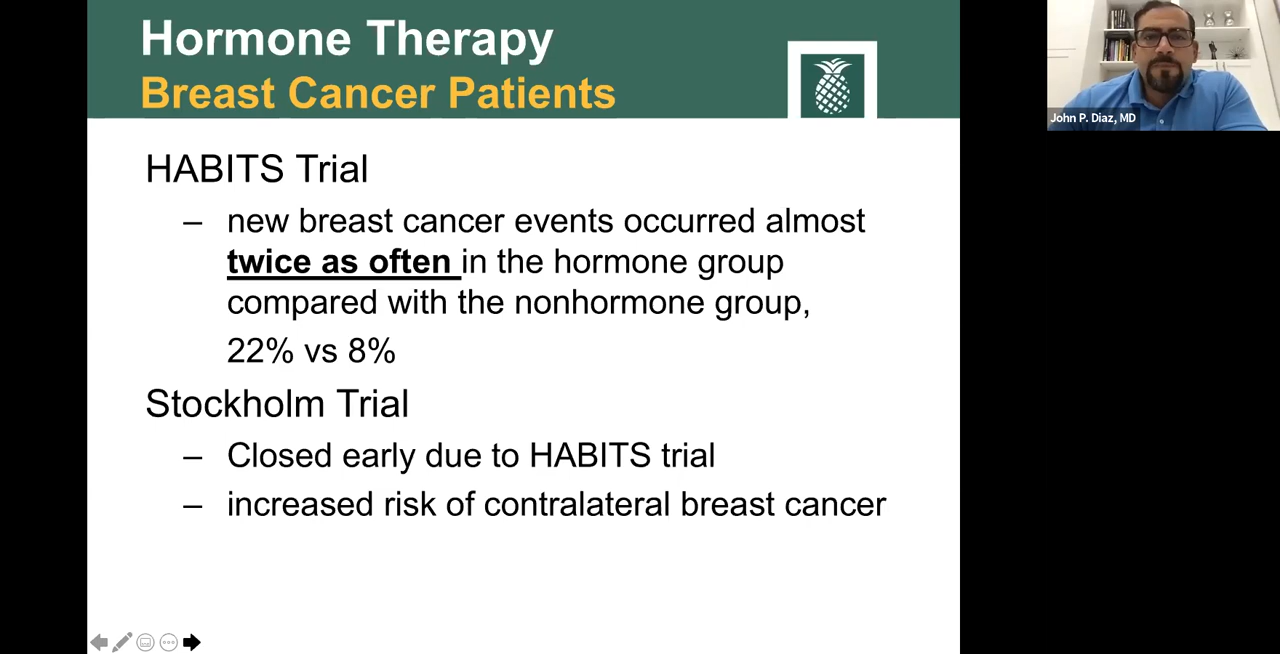 Hormone Therapy
Breast Cancer Patients
HABITS Trial
– new breast cancer events occurred almost
twice as often in the hormone group
compared with the nonhormone group,
22% vs 8%
Stockholm Trial
– Closed early due to HABITS trial
– increased risk of contralateral breast cancer
John P. Diaz, MD